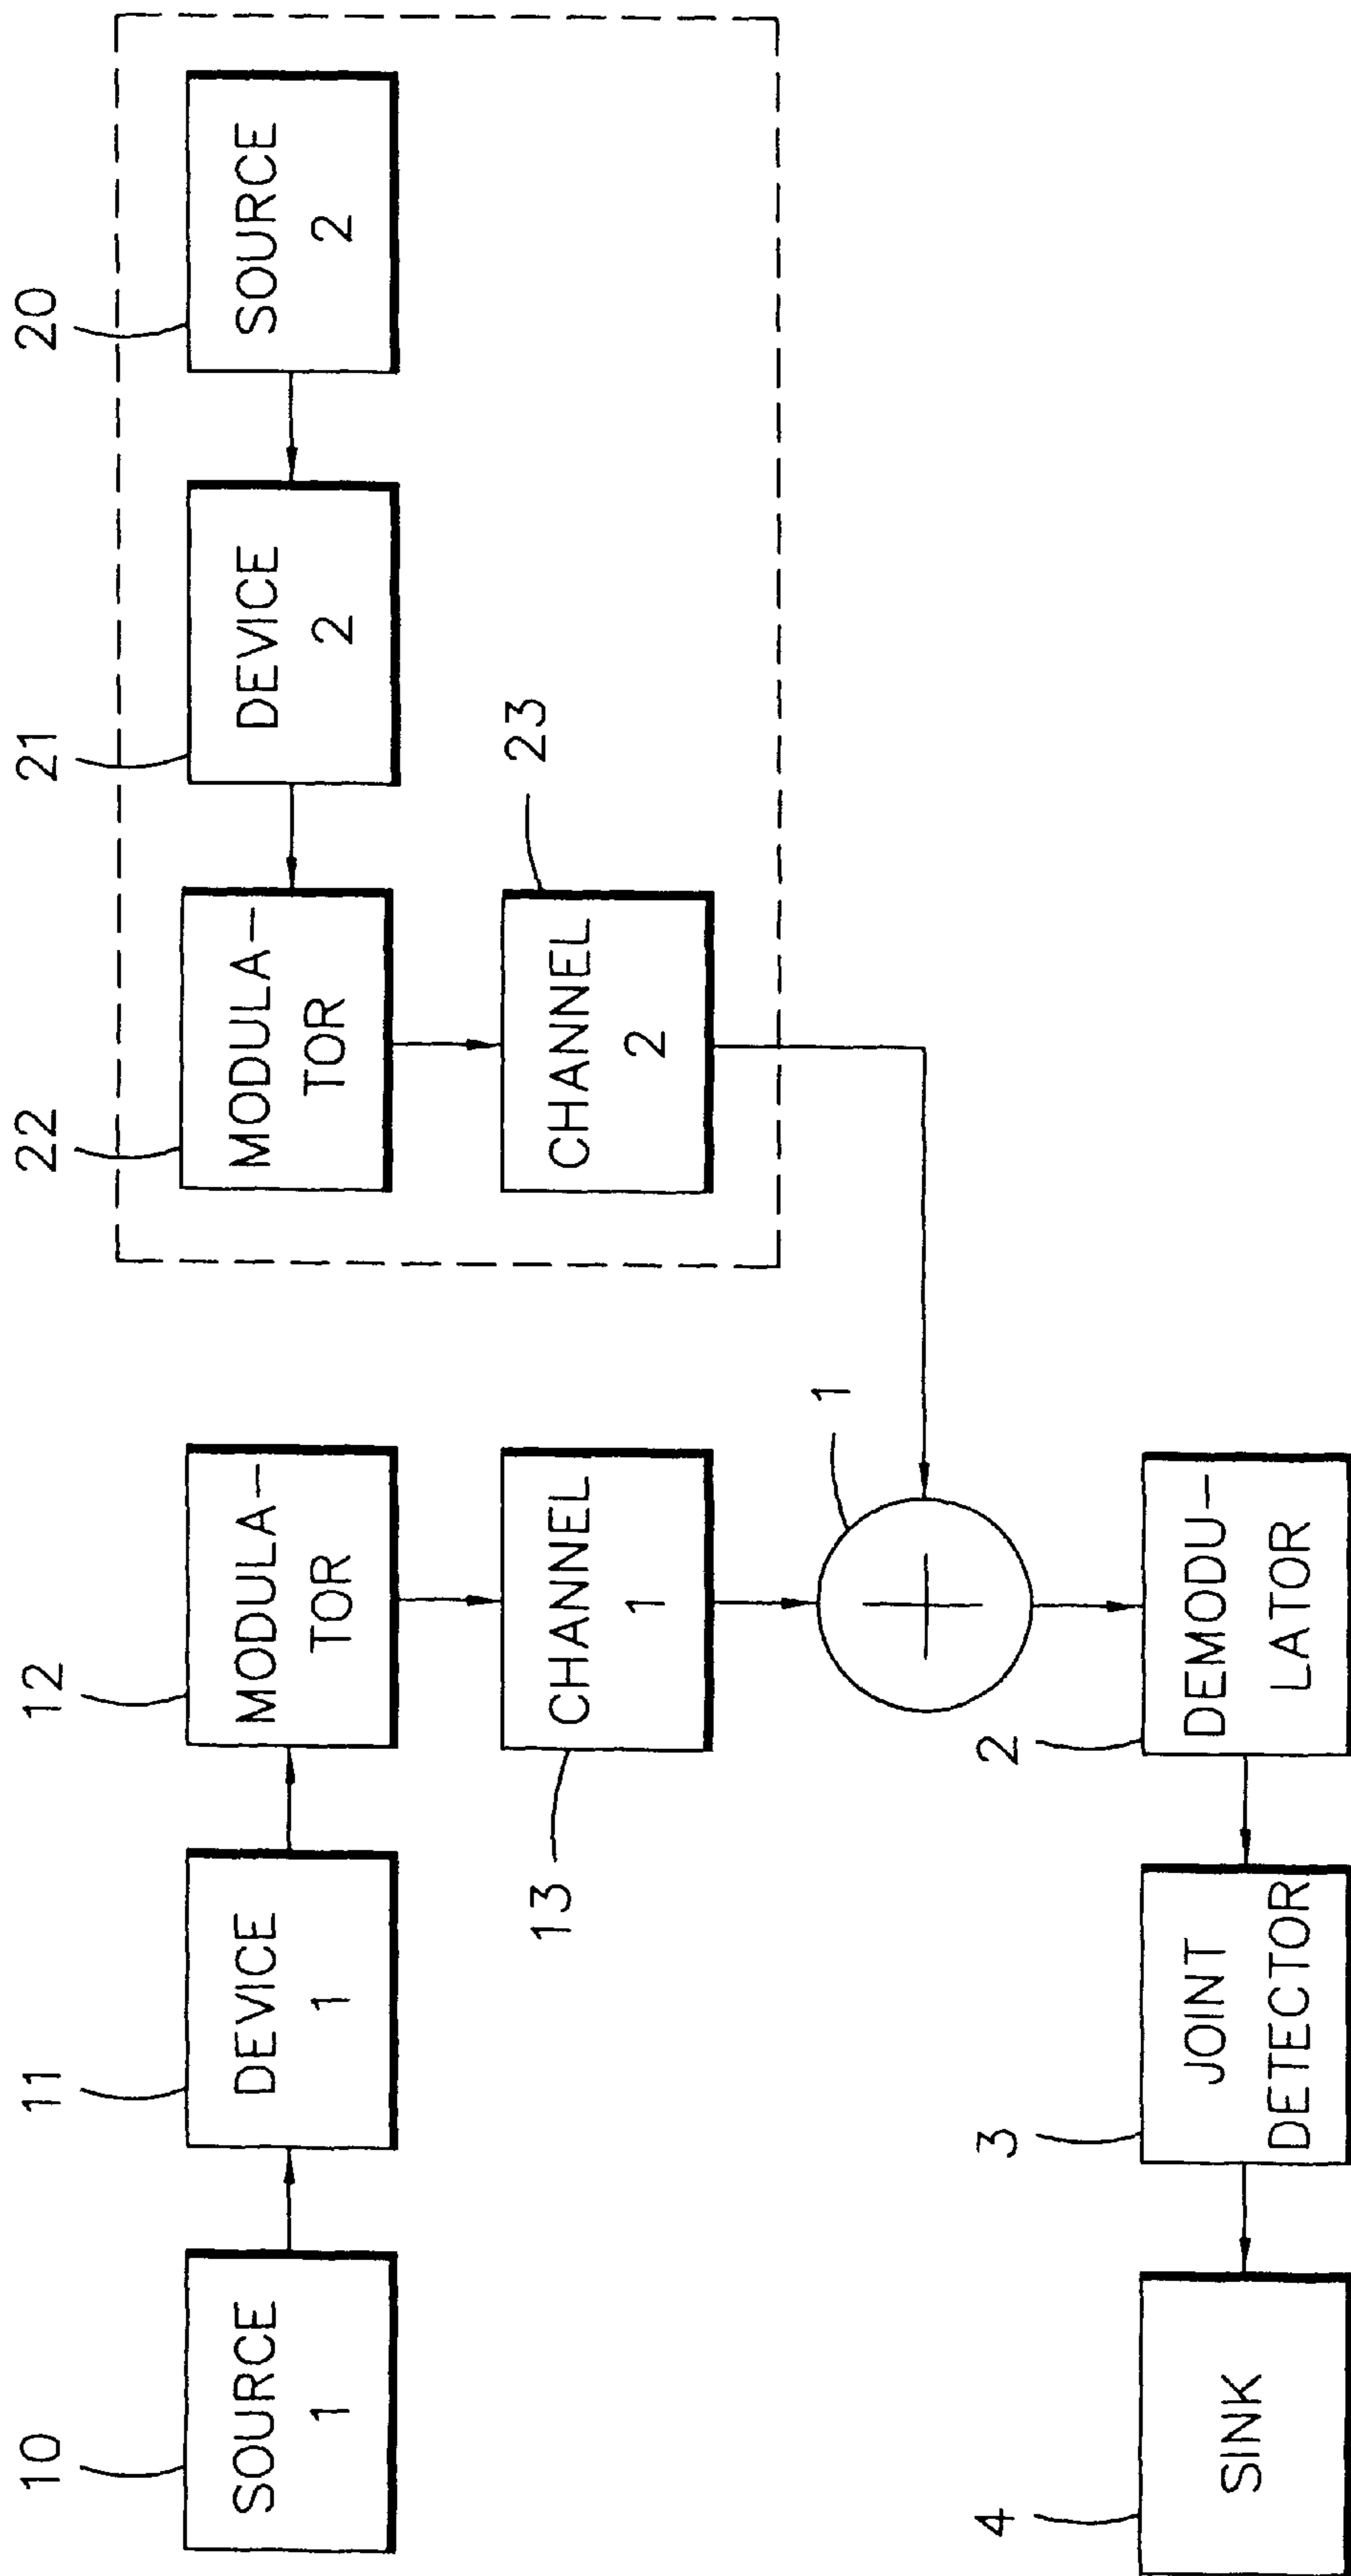 10
11
12
22
21
20
SOURCE
1
DEVICE
1
MODULA-
TOR
MODULA-
TOR
DEVICE
2
SOURCE
2
13
CHANNEL
1
CHANNEL
2
23
1
4
3
2
SINK
JOINT
DETECTOR
DEMODU-
LATOR